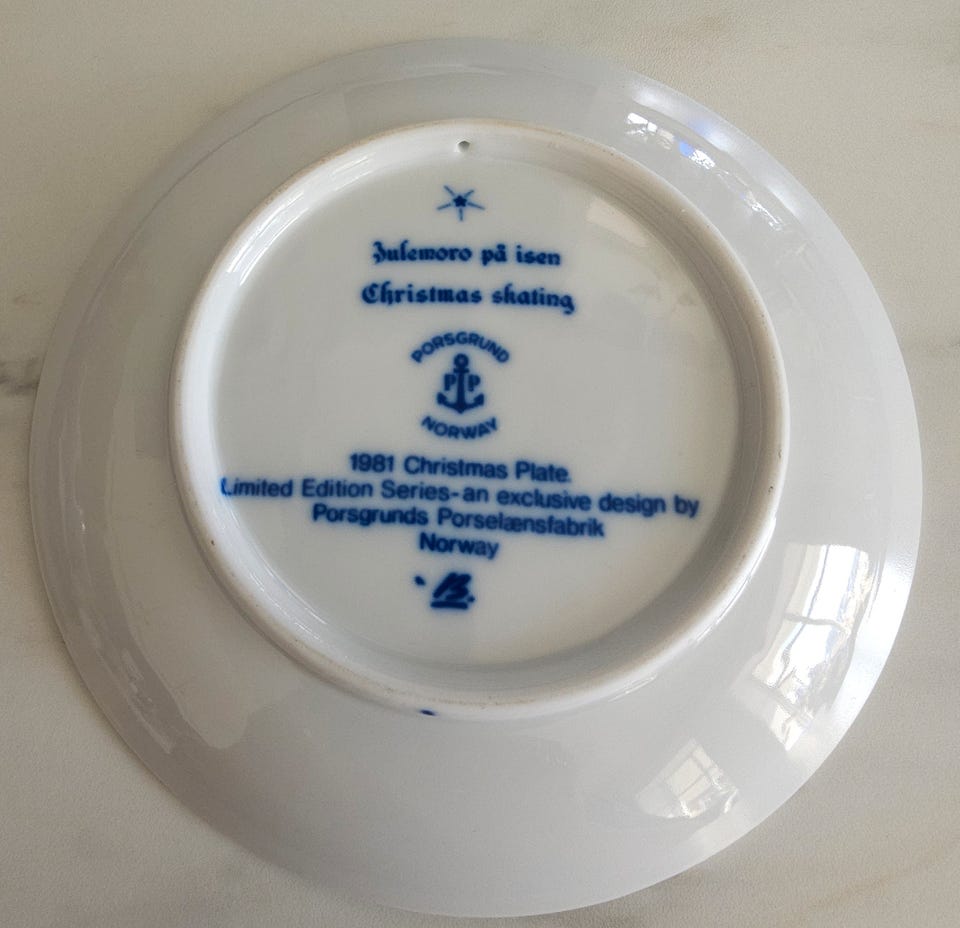 Julemoro på isen
Christmas skating
PORSGRUND
PP
NORWAY
1981 Christmas Plate.
Limited Edition Series-an exclusive design by
Porsgrunds Porselænsfabrik
Norway